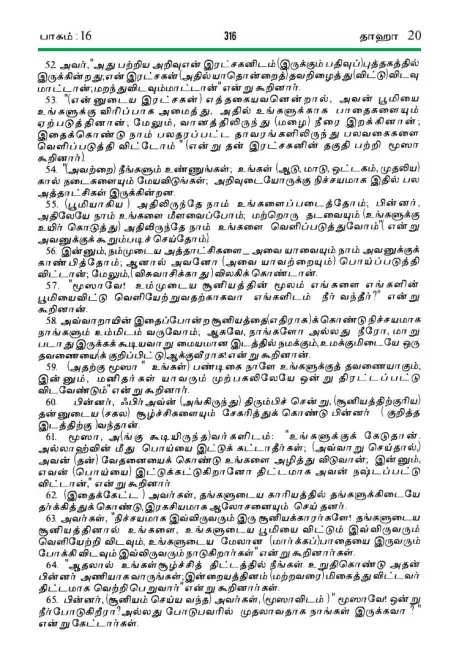 பாகம் : 16 316 தாஹா 20
52. அவர், "அது பற்றிய அறிவு என் இரட்சகனிடம் (இருக்கும் பதிவுப்) புத்தகத்தில்
இருக்கின்றது; என் இரட்சகன் (அதில் யாதொன்றைத்) தவறிழைத்து (விட்டு) விடவு
மாட்டான்; மறந்துவிடவும்மாட்டான்" என்று கூறினார்.
53. "(என்னுடைய இரட்சகன்) எத்தகையவனென்றால், அவன் பூமியை
உங்களுக்கு விரிப்பாக அமைத்து, அதில் உங்களுக்காக பாதைகளையும்
ஏற்படுத்தினான்; மேலும், வானத்திலிருந்து (மழை) நீரை இறக்கினான்;
இதைக்கொண்டு நாம் பலதரப்பட்ட தாவரங்களிலிருந்து பலவகைகளை
வெளிப்படுத்தி விட்டோம் " (என்று தன் இரட்சகனின் தகுதி பற்றி மூஸா
கூறினார்).
54. "(அவற்றை) நீங்களும் உண்ணுங்கள்; உங்கள் (ஆடு, மாடு, ஒட்டகம், முதலிய)
கால் நடைகளையும் மேயவிடுங்கள்; அறிவுடையோருக்கு நிச்சயமாக இதில் பல
அத்தாட்சிகள் இருக்கின்றன.
55. (பூமியாகிய ) அதிலிருந்தே நாம் உங்களைப்படைத்தோம்; பின்னர்,
அதிலேயே நாம் உங்களை மீளவைப்போம்; மற்றொரு தடவையும் (உங்களுக்கு
உயிர் கொடுத்து) அதிலிருந்தே நாம் உங்களை வெளிப்படுத்துவோம்"( என்று
அவனுக்குக்கூறும்படிச் செய்தோம்).
56. இன்னும், நம்முடைய அத்தாட்சிகளை_ அவை யாவையும் நாம் அவனுக்குக்
காண்பித்தோம்; ஆனால் அவனோ (அவை யாவற்றையும்) பொய்ப்படுத்தி
விட்டான்; மேலும், (விசுவாசிக்காது) விலகிக் கொண்டான்.
57. "மூஸாவே! உம்முடைய சூனியத்தின் மூலம் எங்களை எங்களின்
பூமியைவிட்டு வெளியேற்றுவதற்காகவா எங்களிடம் நீர் வந்தீர்?" என்று
கூறினான்.
58. அவ்வாறாயின் இதைப்போன்ற சூனியத்தை(எதிராக)க்கொண்டு நிச்சயமாக
நாங்களும் உம்மிடம் வருவோம்; ஆகவே, நாங்களோ அல்லது நீரோ, மாறு
படாது இருக்கக் கூடியவாறு மையமான இடத்தில் நமக்கும், உமக்குமிடையே ஒரு
தவணையை(க் குறிப்பிட்டு)ஆக்குவீராக! என்று கூறினான்.
59. (அதற்கு மூஸா " உங்கள்) பண்டிகை நாளே உங்களுக்குத் தவணையாகும்;
இன்னும், மனிதர்கள் யாவரும் முற்பகலிலேயே ஒன்று திரட்டப்பட்டு
விடவேண்டும்" என்று கூறினார்.
60. பின்னர், ஃபிர்அவ்ன் (அங்கிருந்து) திரும்பிச் சென்று, (சூனியத்திற்குரிய)
தன்னுடைய (சகல) சூழ்ச்சிகளையும் சேகரித்துக் கொண்டு பின்னர் (குறித்த
இடத்திற்கு) வந்தான்.
61. மூஸா, அ(ங்கு கூடியிருந்த)வர்களிடம்: "உங்களுக்குக் கேடுதான்,
அல்லாஹ்வின் மீது பொய்யை இட்டுக் கட்டாதீர்கள்; (அவ்வாறு செய்தால்,)
அவன் (தன்) வேதனையைக் கொண்டு உங்களை அழித்து விடுவான்; இன்னும்,
எவன் (பொய்யை) இட்டுக்கட்டுகிறானோ திட்டமாக அவன் நஷ்டப்பட்டு
விட்டான்", என்று கூறினார்.
62. (இதைக்கேட்ட ) அவர்கள், தங்களுடைய காரியத்தில் தங்களுக்கிடையே
தர்க்கித்துக்கொண்டு, இரகசியமாக ஆலோசனையும் செய்தனர்.
63. அவர்கள், "நிச்சயமாக இவ்விருவரும் இரு சூனியக்காரர்களே! தங்களுடைய
சூனியத்தினால் உங்களை, உங்களுடைய பூமியை விட்டும் இவ்விருவரும்
வெளியேற்றி விடவும், உங்களுடைய மேலான (மார்க்கப்)பாதையை இருவரும்
போக்கிவிடவும் இவ்விருவரும் நாடுகிறார்கள்" என்று கூறினார்கள்.
64. "ஆதலால் உங்கள் சூழ்ச்சித் திட்டத்தில் நீங்கள் உறுதிகொண்டு அதன்
பின்னர் அணியாக வாருங்கள்; இன்றையத்தினம் (மற்றவரை) மிகைத்து விட்டவர்
திட்டமாக வெற்றி பெறுவார்" என்று கூறினார்கள்.
65. பின்னர், (சூனியம் செய்ய வந்த) அவர்கள், (மூஸாவிடம் ) " மூஸாவே! ஒன்று
நீர்போடுகிறீரா? அல்லது போடுபவரில் முதலாவதாக நாங்கள் இருக்கவா ? "
என்று கேட்டார்கள்.